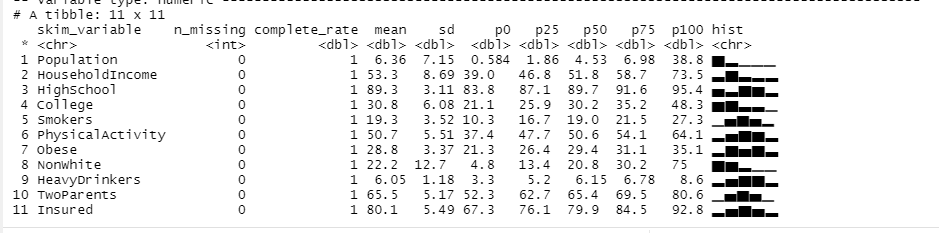 -- Variable type: numeric --------------------------------------------------
# A tibble: 11 x 11
skim_variable n_missing complete_rate mean sd p0 p25 p50 p75 p100 hist
* <chr> <int> <dbl> <dbl> <dbl> <dbl> <dbl> <dbl> <dbl> <dbl> <chr>
1 Population 0 1 6.36 7.15 0.584 1.86 4.53 6.98 38.8 ▇▂▁▁▁
2 HouseholdIncome 0 1 53.3 8.69 39.0 46.8 51.8 58.7 73.5 ▃▇▅▃▃
3 HighSchool 0 1 89.3 3.11 83.8 87.1 89.7 91.6 95.4 ▅▃▇▇▃
4 College 0 1 30.8 6.08 21.1 25.9 30.2 35.2 48.3 ▇▇▃▃▁
5 Smokers 0 1 19.3 3.52 10.3 16.7 19.0 21.5 27.3 ▁▅▇▅▂
6 PhysicalActivity 0 1 50.7 5.51 37.4 47.7 50.6 54.1 64.1 ▂▅▇▇▂
7 Obese 0 1 28.8 3.37 21.3 26.4 29.4 31.1 35.1 ▃▅▇▇▃
8 NonWhite 0 1 22.2 12.7 4.8 13.4 20.8 30.2 75 ▇▇▃▁▁
9 HeavyDrinkers 0 1 6.05 1.18 3.3 5.2 6.15 6.78 8.6 ▂▅▇▇▃
10 TwoParents 0 1 65.5 5.17 52.3 62.7 65.4 69.5 80.6 ▁▅▇▅▁
11 Insured 0 1 80.1 5.49 67.3 76.1 79.9 84.5 92.8 ▂▅▇▅▃